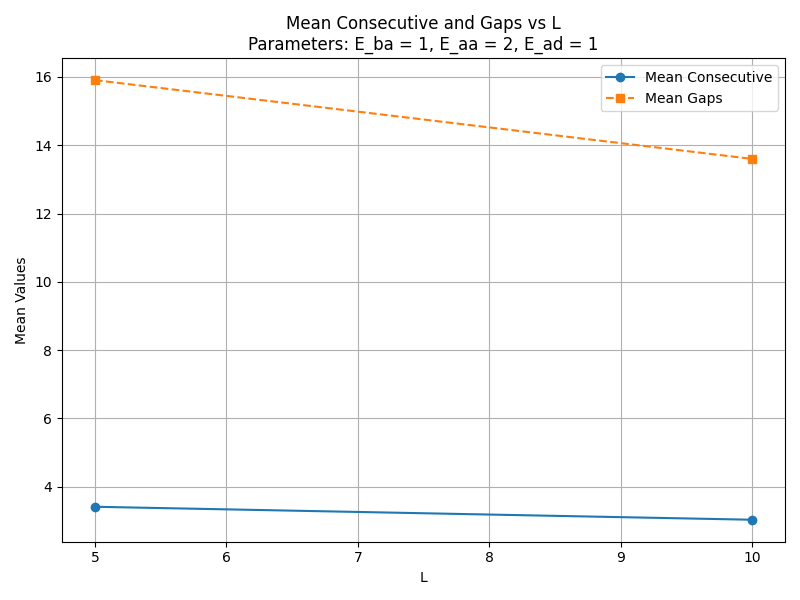 Mean Consecutive and Gaps vs L
Parameters: E_ba = 1, E_aa = 2, E_ad = 1
Mean Consecutive
Mean Gaps
Mean Values
16
14
12
10
8
6
4
5
6
7
8
9
10
L